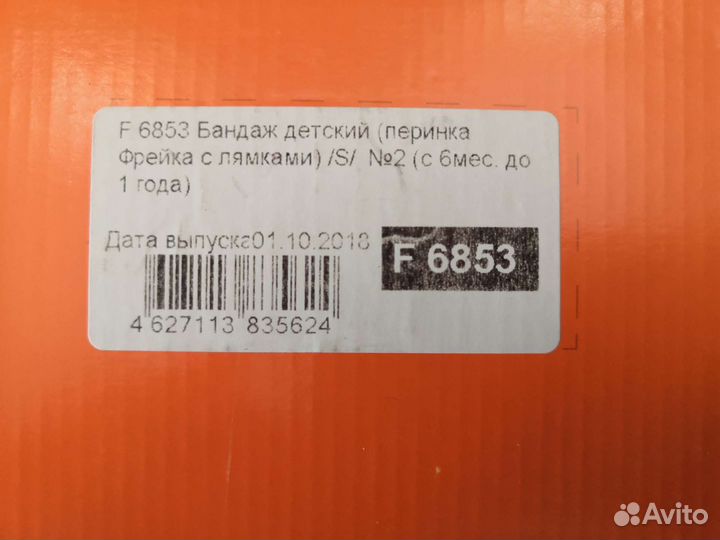 F 6853 Бандаж детский (перинка
Фрейка с лямками) /S/ №2 (с 6мес. до
1 года)
Дата выпуска01.10.2018
F 6853
4 627113 835624
Avito